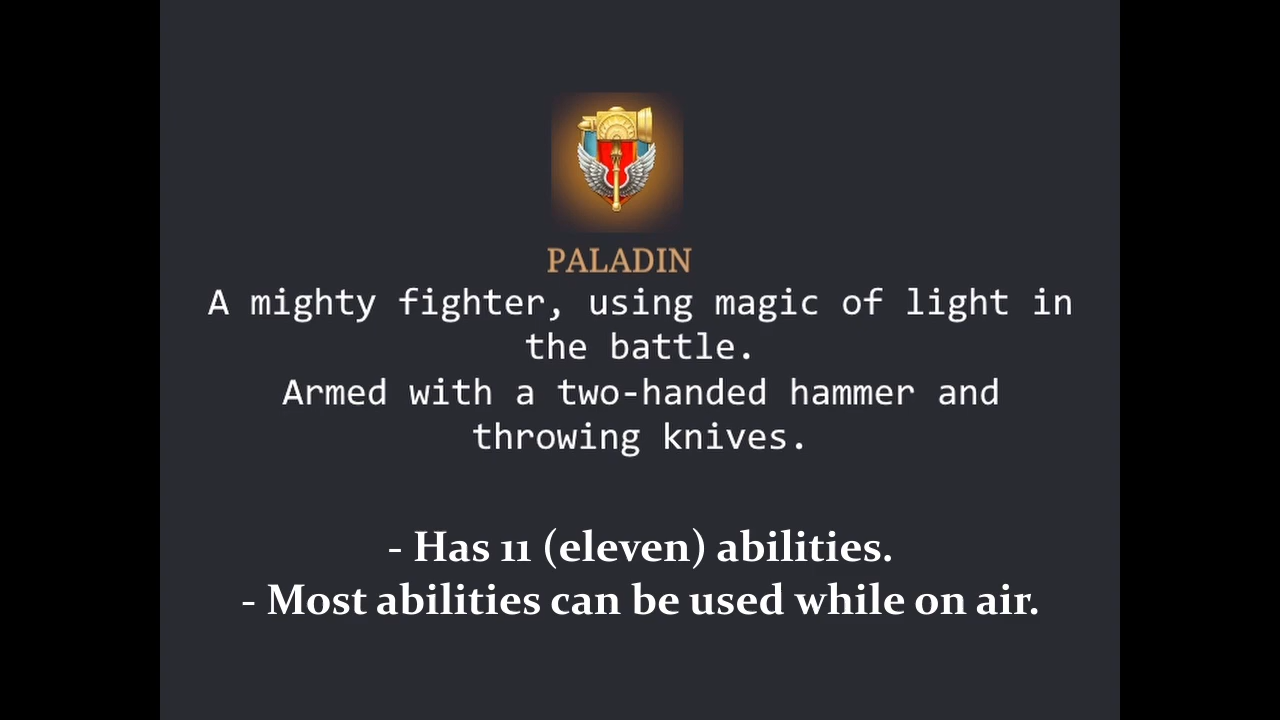 PALADIN
A mighty fighter, using magic of light in
the battle.
Armed with a two-handed hammer and
throwing knives.
- Has 11 (eleven) abilities.
- Most abilities can be used while on air.